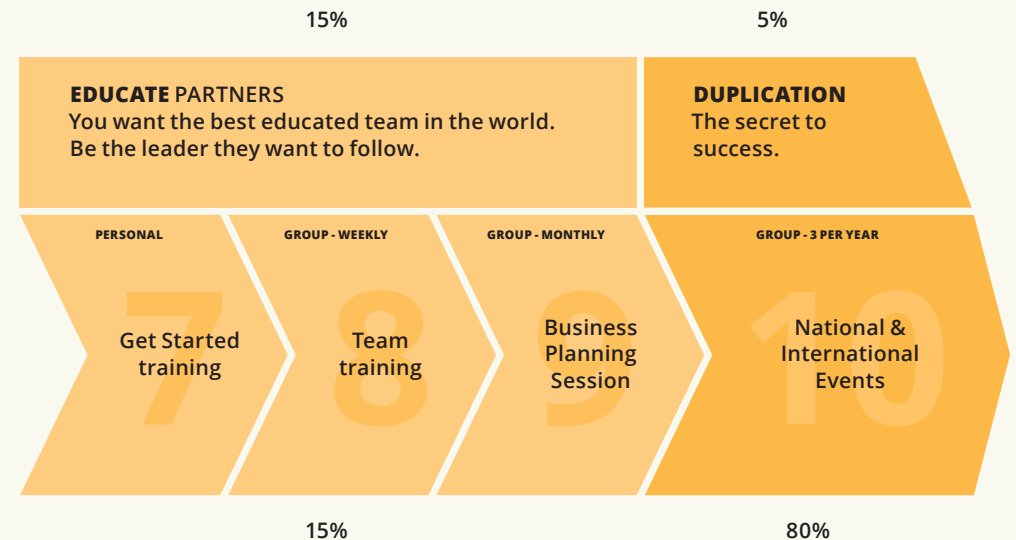 15%
5%
EDUCATE PARTNERS
You want the best educated team in the world.
Be the leader they want to follow.
DUPLICATION
The secret to
success.
PERSONAL
7
Get Started
training
GROUP - WEEKLY
8
Team
training
GROUP - MONTHLY
9
Business
Planning
Session
GROUP - 3 PER YEAR
10
National &
International
Events
15%
80%